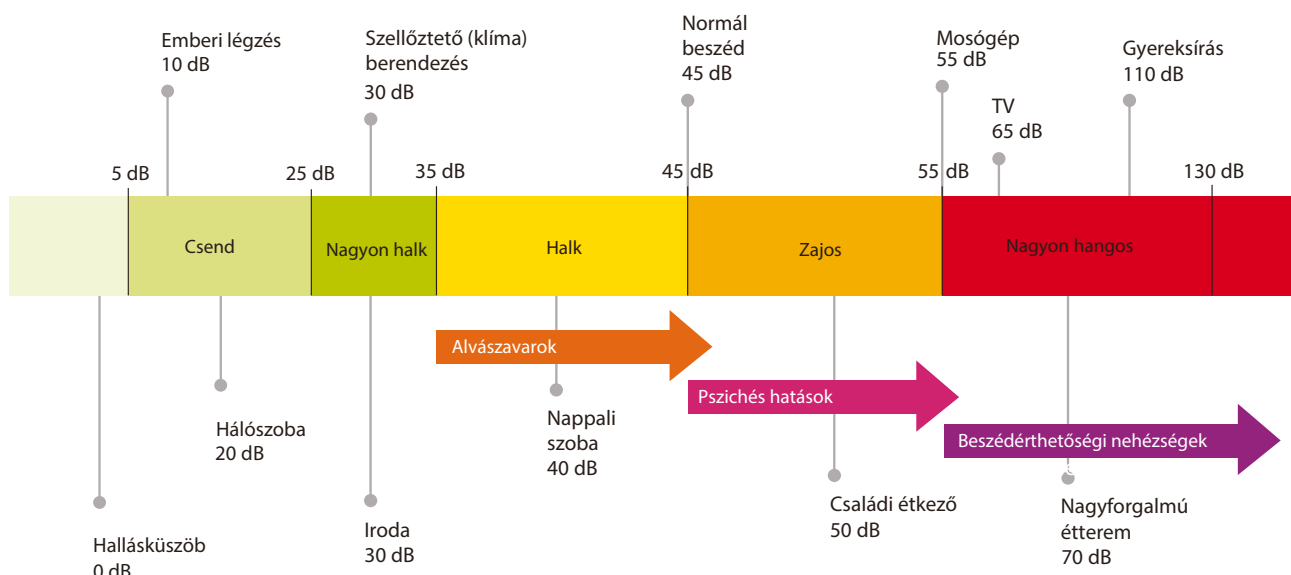 Emberi légzés
10 dB
Szellőztető (klíma)
berendezés
30 dB
Normál
beszéd
45 dB
Mosógép
55 dB
TV
65 dB
Gyereksírás
110 dB
5 dB
25 dB
35 dB
45 dB
55 dB
130 dB
Csend
Nagyon halk
Halk
Zajos
Nagyon hangos
Alvászavarok
Pszichés hatások
Beszédérthetőségi nehézségek
Hálószoba
20 dB
Nappali
szoba
40 dB
Hallásküszöb
0 dB
Iroda
30 dB
Családi étkező
50 dB
Nagyforgalmú
étterem
70 dB